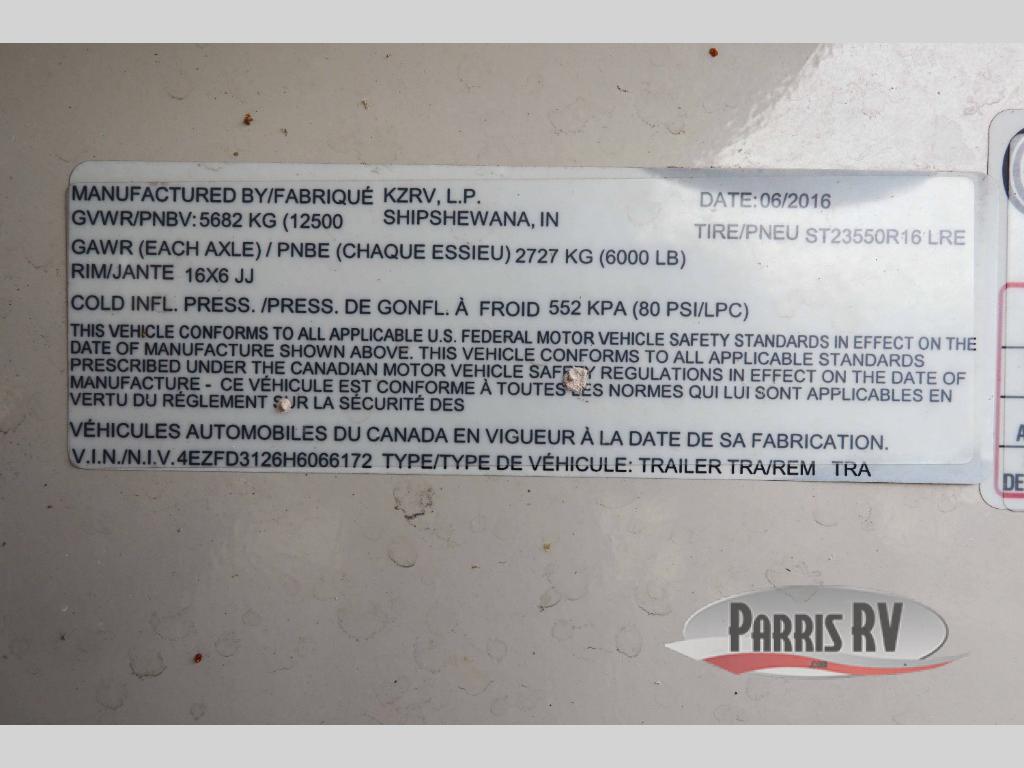 MANUFACTURED BY/FABRIQUÉ KZRV, L.P. DATE: 06/2016
GVWR/PNBV: 5682 KG (12500 SHIPSHEWANA, IN TIRE/PNEU ST23550R16 LRE
GAWR (EACH AXLE) / PNBE (CHAQUE ESSIEU) 2727 KG (6000 LB)
RIM/JANTE 16X6 JJ
COLD INFL. PRESS. /PRESS. DE GONFL. À FROID 552 KPA (80 PSI/LPC)
THIS VEHICLE CONFORMS TO ALL APPLICABLE U.S. FEDERAL MOTOR VEHICLE SAFETY STANDARDS IN EFFECT ON THE
DATE OF MANUFACTURE SHOWN ABOVE. THIS VEHICLE CONFORMS TO ALL APPLICABLE STANDARDS
PRESCRIBED UNDER THE CANADIAN MOTOR VEHICLE SAFETY REGULATIONS IN EFFECT ON THE DATE OF
MANUFACTURE - CE VÉHICULE EST CONFORME À TOUTES LES NORMES QUI LUI SONT APPLICABLES EN
VERTU DU RÉGLEMENT SUR LA SÉCURITÉ DES
VÉHICULES AUTOMOBILES DU CANADA EN VIGUEUR À LA DATE DE SA FABRICATION.
V.I.N./N.I.V. 4EZFD3126H6066172 TYPE/TYPE DE VÉHICULE: TRAILER TRA/REM TRA
A
DE
PARRIS RV
.com